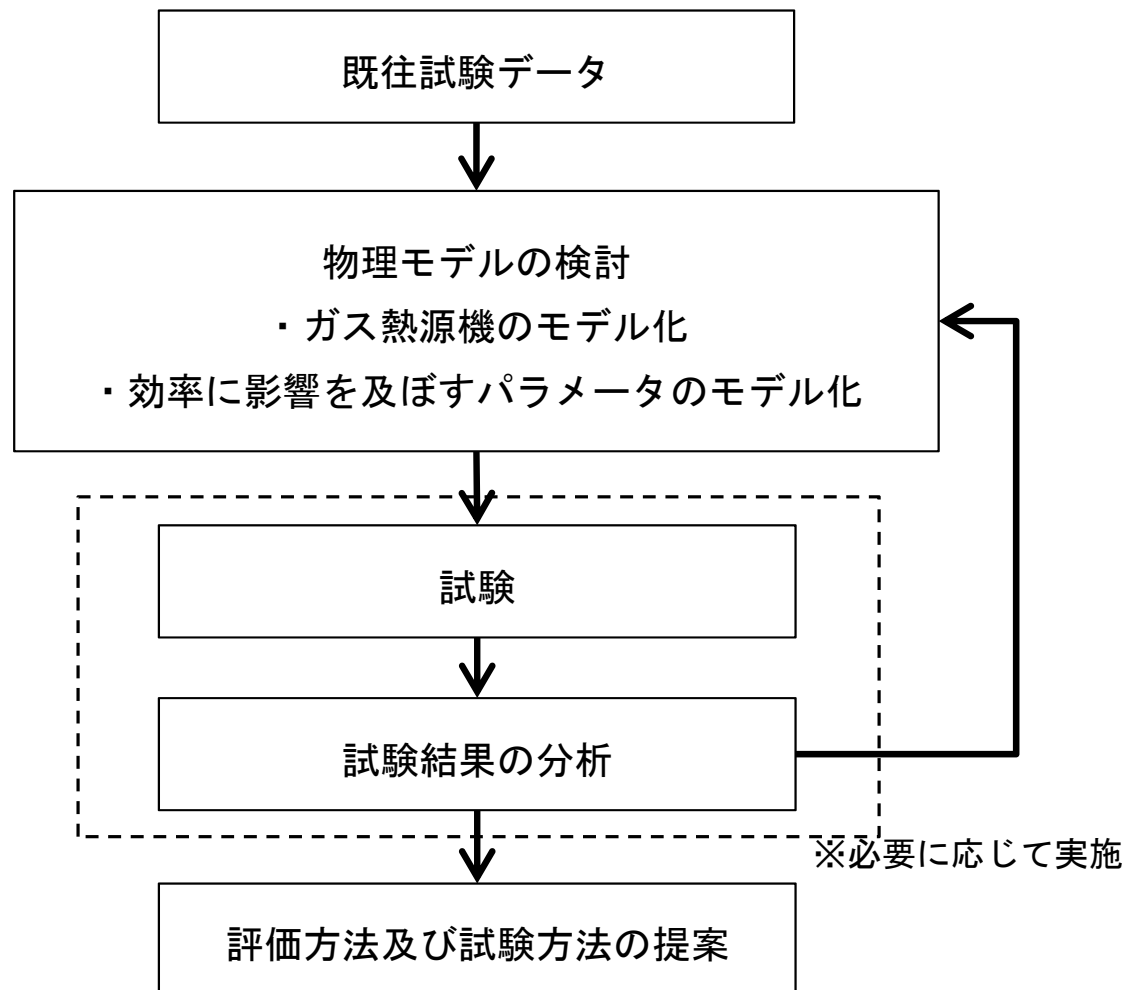 既往試験データ
物理モデルの検討
・ガス熱源機のモデル化
・効率に影響を及ぼすパラメータのモデル化
試験
試験結果の分析
※必要に応じて実施
評価方法及び試験方法の提案